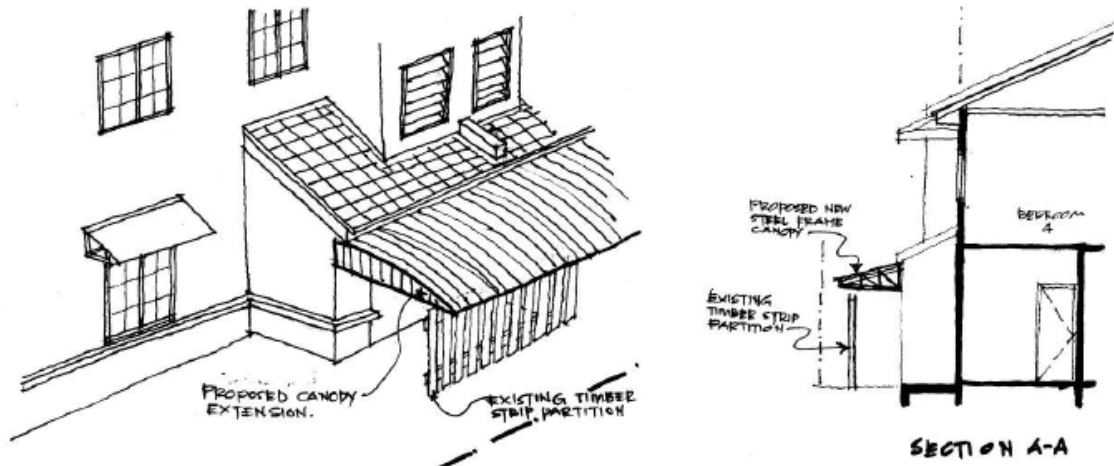 PROPOSED CANOPY
EXTENSION.
EXISTING TIMBER
STRIP PARTITION
PROPOSED NEW
STEEL FRAME
CANOPY
EXISTING
TIMBER STRIP
PARTITION
BEDROOM
4
SECTION A-A